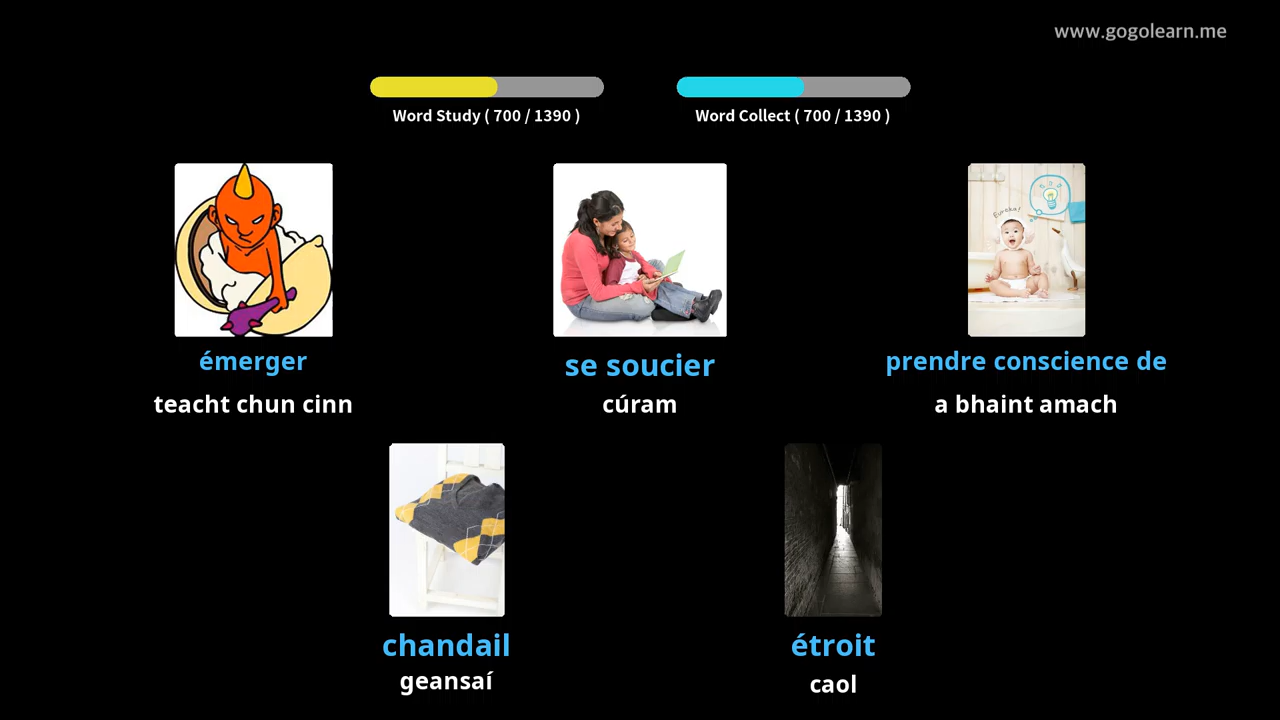 www.gogolearn.me
Word Study ( 700 / 1390 )
Word Collect ( 700 / 1390 )
Eureka!
émerger
se soucier
prendre conscience de
teacht chun cinn
cúram
a bhaint amach
chandail
étroit
geansaí
caol